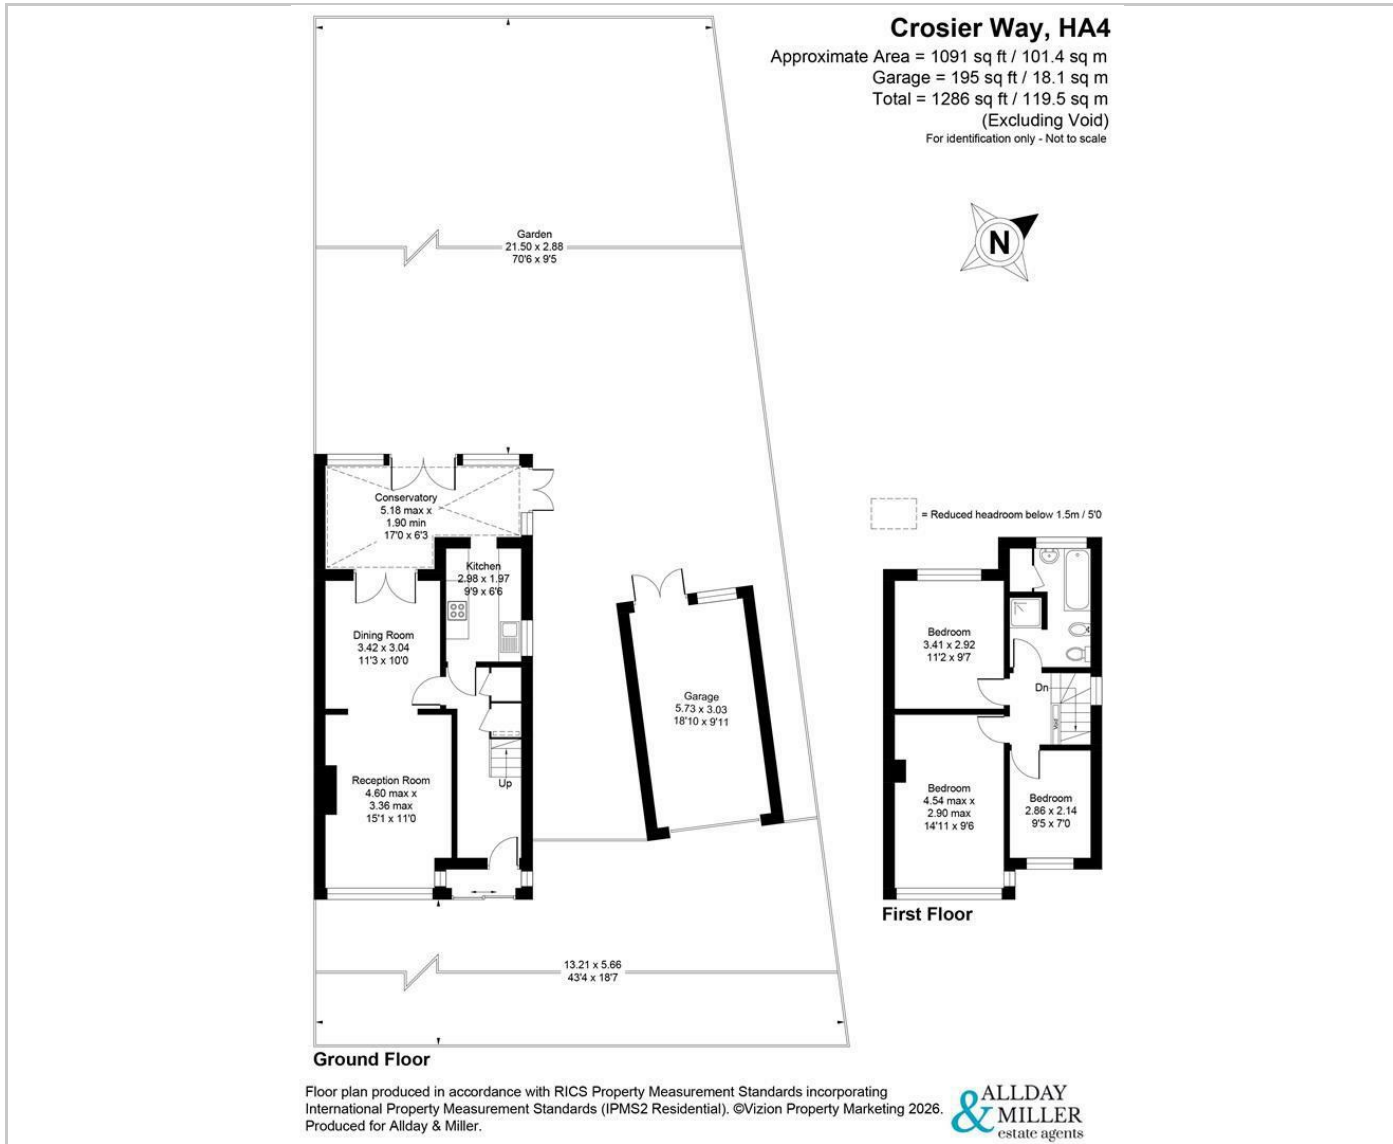 Crosier Way, HA4
Approximate Area = 1091 sq ft / 101.4 sq m
Garage = 195 sq ft / 18.1 sq m
Total = 1286 sq ft / 119.5 sq m
(Excluding Void)
For identification only - Not to scale
N
Garden
21.50 x 2.88
70'6 x 9'5
Conservatory
5.18 max x
1.90 min
17'0 x 6'3
Kitchen
2.98 x 1.97
9'9 x 6'6
Dining Room
3.42 x 3.04
11'3 x 10'0
Garage
5.73 x 3.03
18'10 x 9'11
Reception Room
4.60 max x
3.36 max
15'1 x 11'0
Up
13.21 x 5.66
43'4 x 18'7
Ground Floor
= Reduced headroom below 1.5m / 5'0
Bedroom
3.41 x 2.92
11'2 x 9'7
Dn
Void
Bedroom
4.54 max x
2.90 max
14'11 x 9'6
Bedroom
2.86 x 2.14
9'5 x 7'0
First Floor
Floor plan produced in accordance with RICS Property Measurement Standards incorporating
International Property Measurement Standards (IPMS2 Residential). ©Vizion Property Marketing 2026.
Produced for Allday & Miller.
ALLDAY
& MILLER
estate agents